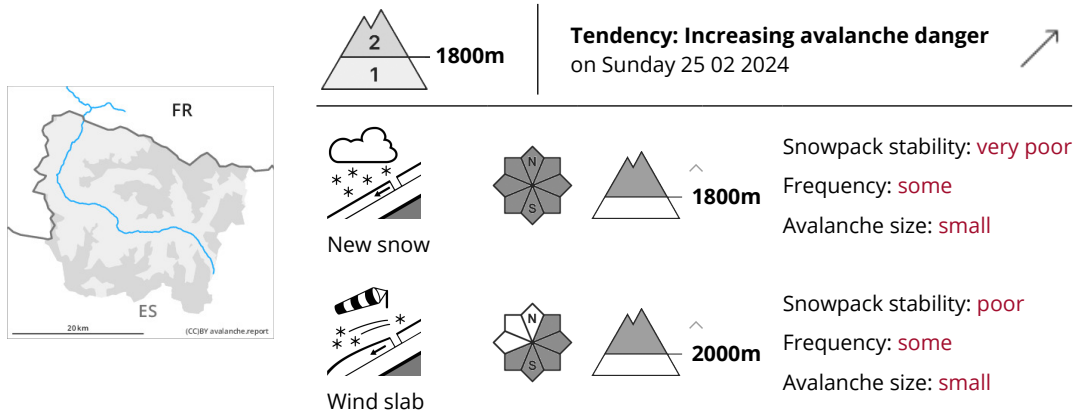 FR
ES
20 km
(CC)BY avalanche.report
2
1
1800m
Tendency: Increasing avalanche danger
on Sunday 25 02 2024
New snow
N
S
1800m
Snowpack stability: very poor
Frequency: some
Avalanche size: small
Wind slab
N
S
2000m
Snowpack stability: poor
Frequency: some
Avalanche size: small